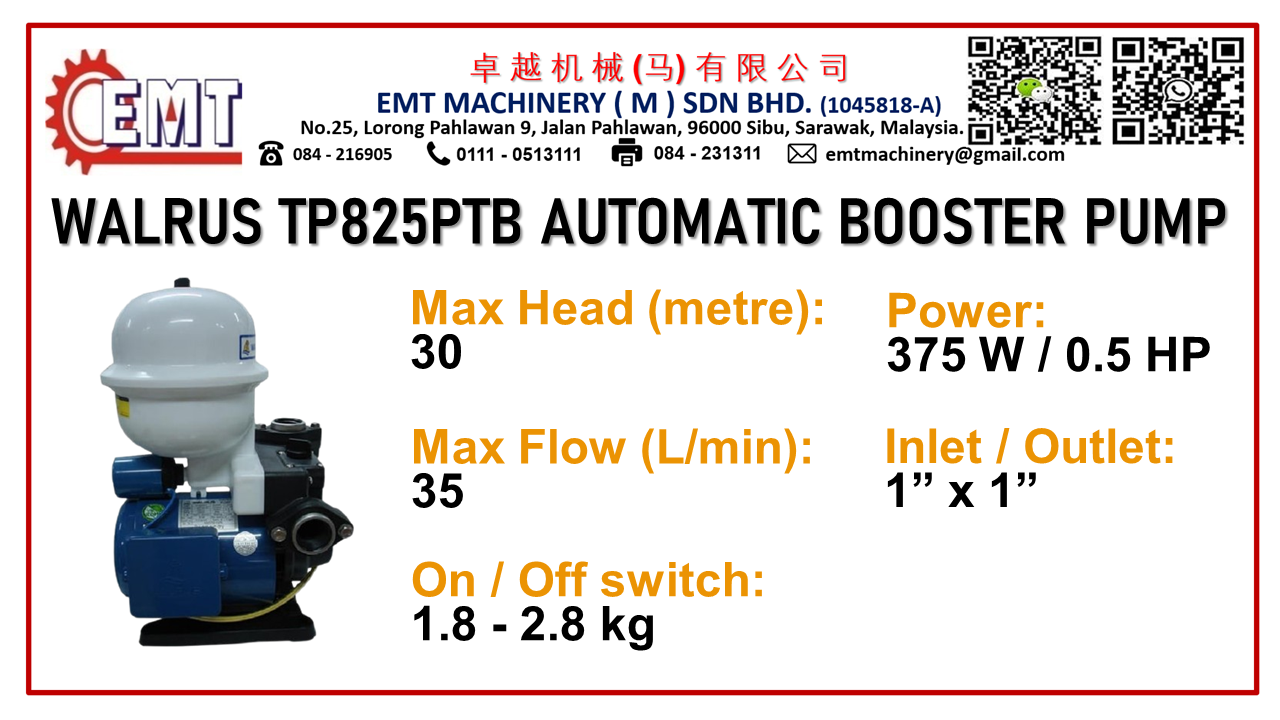 EMT
卓越机械(马)有限公司
EMT MACHINERY ( M ) SDN BHD. (1045818-A)
No.25, Lorong Pahlawan 9, Jalan Pahlawan, 96000 Sibu, Sarawak, Malaysia.
084 - 216905 0111 - 0513111 084 - 231311 emtmachinery@gmail.com
WALRUS TP825PTB AUTOMATIC BOOSTER PUMP
Max Head (metre): Power:
30 375 W / 0.5 HP
Max Flow (L/min): Inlet / Outlet:
35 1” x 1”
On / Off switch:
1.8 - 2.8 kg